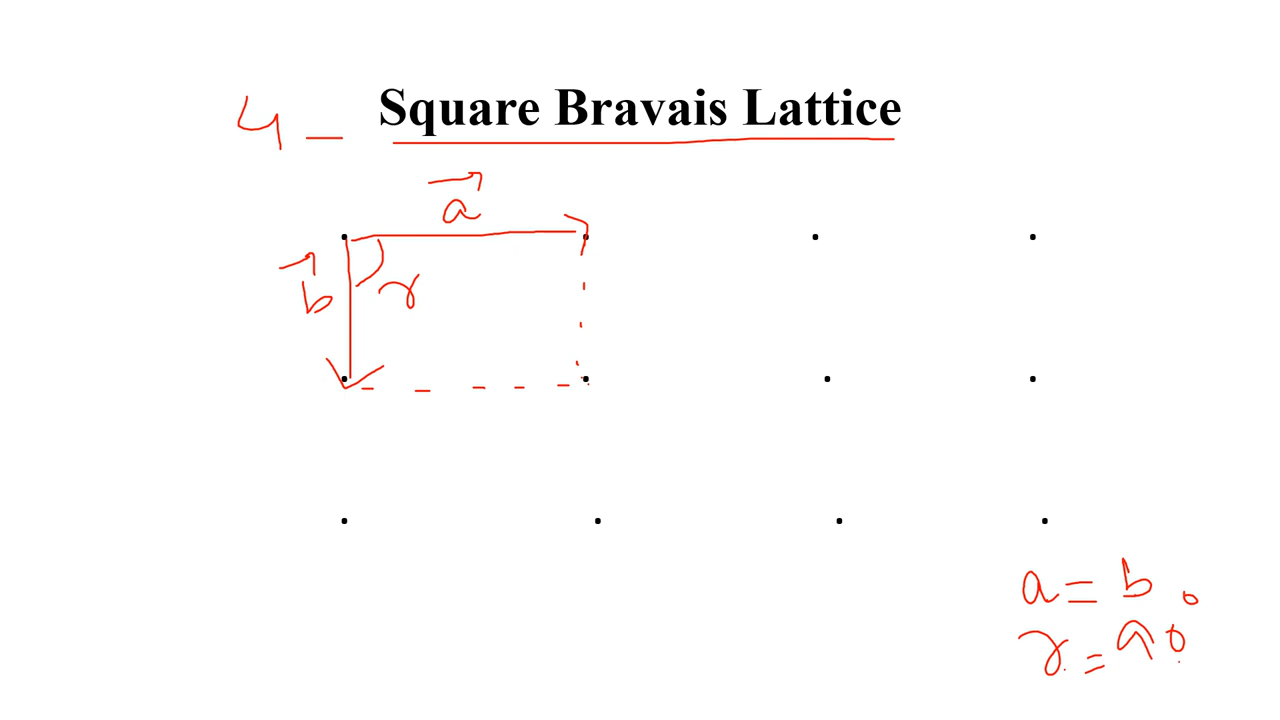 4 – Square Bravais Lattice
a
b γ
a = b
γ = 90°